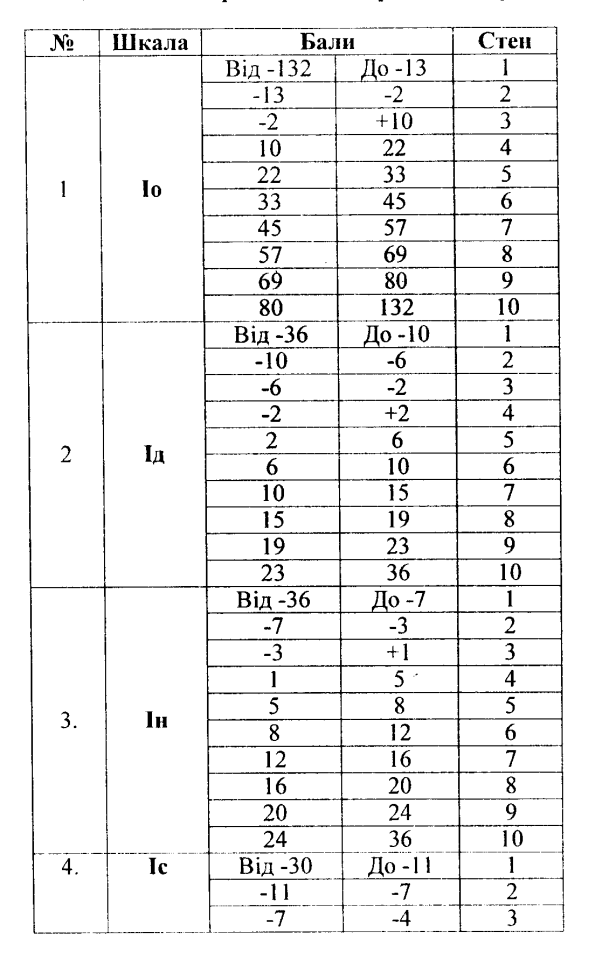 № Шкала Бали Стен
Від -132 До -13 1
-13 -2 2
-2 +10 3
10 22 4
22 33 5
1 Іо 33 45 6
45 57 7
57 69 8
69 80 9
80 132 10
Від -36 До -10 1
-10 -6 2
-6 -2 3
-2 +2 4
2 Ід 2 6 5
6 10 6
10 15 7
15 19 8
19 23 9
23 36 10
Від -36 До -7 1
-7 -3 2
-3 +1 3
1 5 4
3. Ін 5 8 5
8 12 6
12 16 7
16 20 8
20 24 9
24 36 10
4. Іс Від -30 До -11 1
-11 -7 2
-7 -4 3